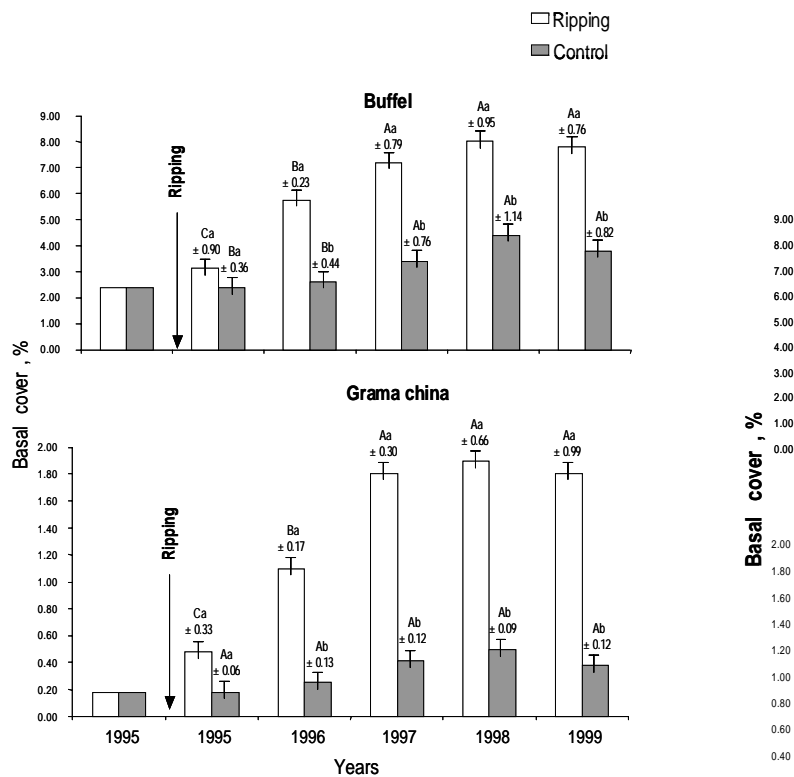 Ripping
Control
Buffel
9.00
8.00
7.00
6.00
5.00
4.00
3.00
2.00
1.00
0.00
Ripping
Ca
± 0.90
Ba
± 0.36
Ba
± 0.23
Bb
± 0.44
Aa
± 0.79
Ab
± 0.76
Aa
± 0.95
Ab
± 1.14
Aa
± 0.76
Ab
± 0.82
Basal cover , %
Grama china
2.00
1.80
1.60
1.40
1.20
1.00
0.80
0.60
0.40
0.20
0.00
Ripping
Ca
± 0.33
Aa
± 0.06
Ba
± 0.17
Ab
± 0.13
Aa
± 0.30
Ab
± 0.12
Aa
± 0.66
Ab
± 0.09
Aa
± 0.99
Ab
± 0.12
1995 1995 1996 1997 1998 1999
Years
9.00
8.00
7.00
6.00
4.00
3.00
2.00
1.00
0.00
Basal cover , %
2.00
1.80
1.60
1.40
1.20
1.00
0.80
0.60
0.40